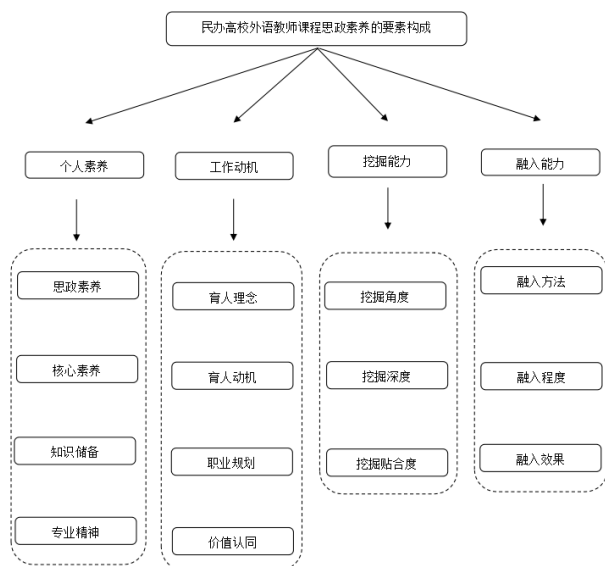 民办高校外语教师课程思政素养的要素构成
个人素养
工作动机
挖掘能力
融入能力
思政素养
核心素养
知识储备
专业精神
育人理念
育人动机
职业规划
价值认同
挖掘角度
挖掘深度
挖掘贴合度
融入方法
融入程度
融入效果